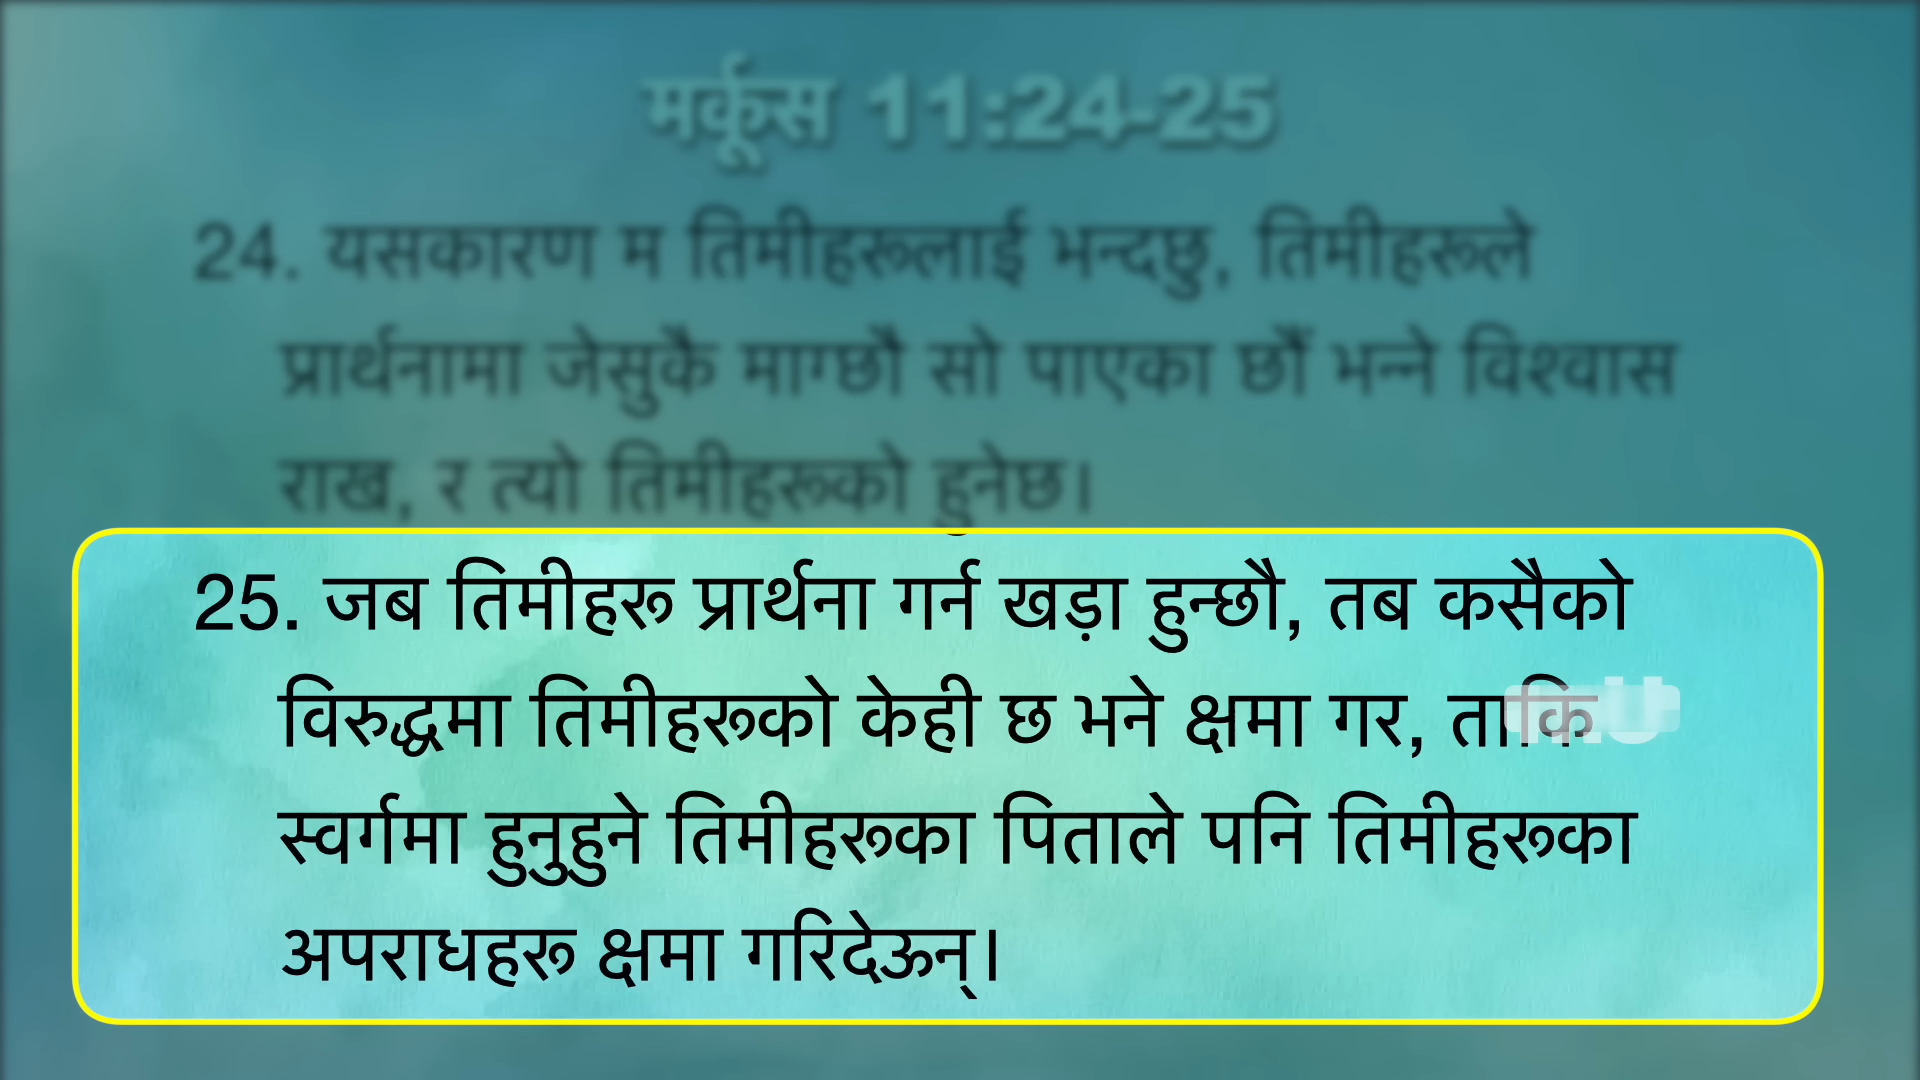 मर्कूस 11:24-25
24. यसकारण म तिमीहरूलाई भन्दछु, तिमीहरूले
प्रार्थनामा जेसुकै माग्छौ सो पाएका छौं भन्ने विश्वास
राख, र त्यो तिमीहरूको हुनेछ।
25. जब तिमीहरू प्रार्थना गर्न खड़ा हुन्छौ, तब कसैको
विरुद्धमा तिमीहरूको केही छ भने क्षमा गर, ताकि
स्वर्गमा हुनुहुने तिमीहरूका पिताले पनि तिमीहरूका
अपराधहरू क्षमा गरिदेऊन्।